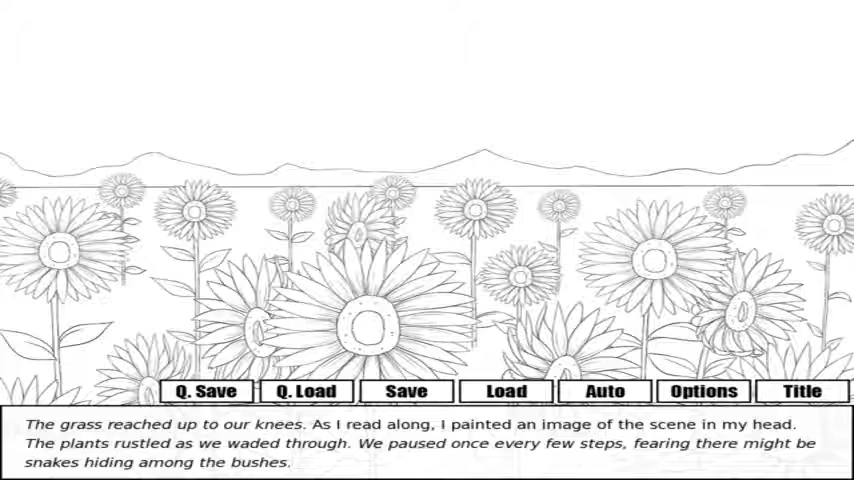 Q. Save Q. Load Save Load Auto Options Title
The grass reached up to our knees. As I read along, I painted an image of the scene in my head.
The plants rustled as we waded through. We paused once every few steps, fearing there might be
snakes hiding among the bushes.